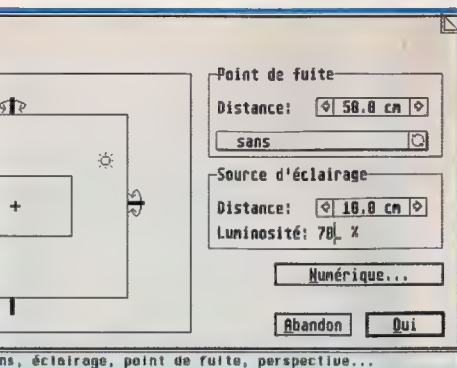 Point de fuite
Distance: 50.0 cm
sans
Source d'éclairage
Distance: 10.0 cm
Luminosité: 70 %
Numérique...
Abandon Oui
ns, éclairage, point de fuite, perspective...